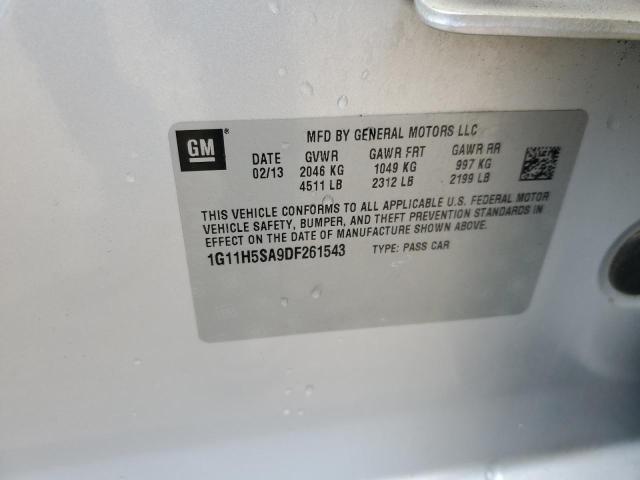 GM®
MFD BY GENERAL MOTORS LLC
DATE GVWR GAWR FRT GAWR RR
02/13 2046 KG 1049 KG 997 KG
4511 LB 2312 LB 2199 LB
THIS VEHICLE CONFORMS TO ALL APPLICABLE U.S. FEDERAL MOTOR
VEHICLE SAFETY, BUMPER, AND THEFT PREVENTION STANDARDS IN
EFFECT ON THE DATE OF MANUFACTURE SHOWN ABOVE.
1G11H5SA9DF261543 TYPE: PASS CAR